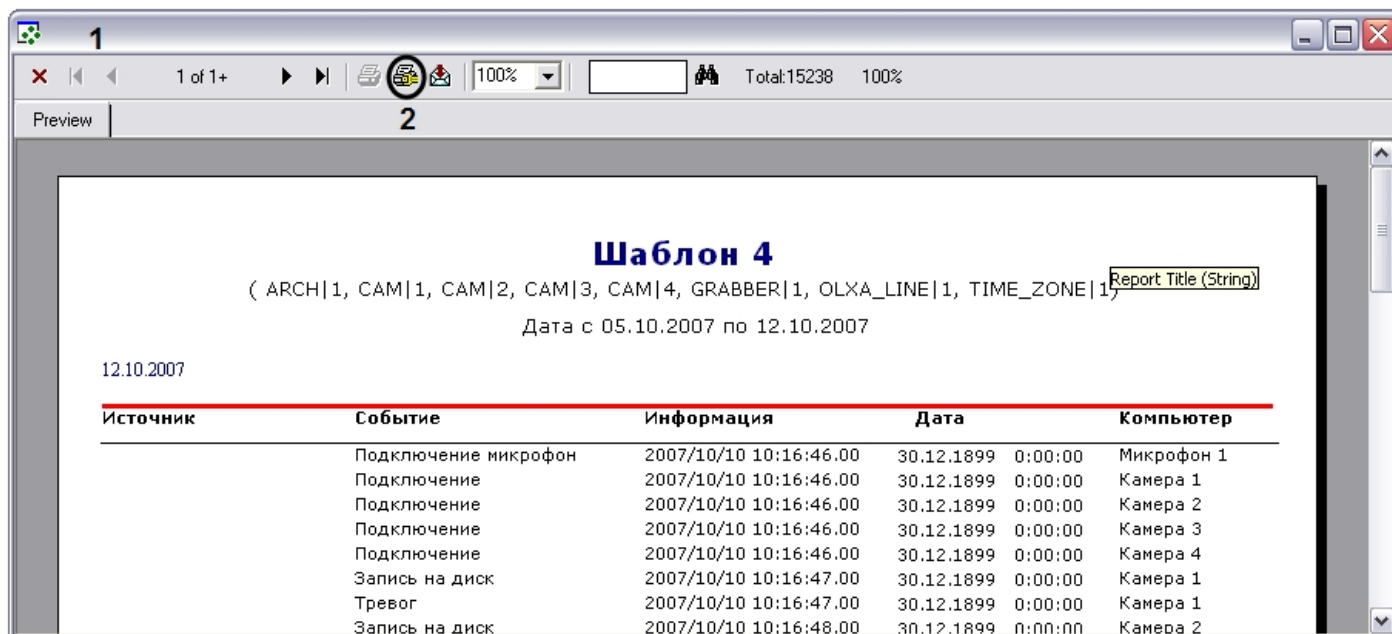 1
1 of 1+ 100% Total:15238 100%
Preview 2
Шаблон 4
( ARCH|1, CAM|1, CAM|2, CAM|3, CAM|4, GRABBER|1, OLXA_LINE|1, TIME_ZONE|1)
Report Title (String)
Дата с 05.10.2007 по 12.10.2007
12.10.2007
Источник Событие Информация Дата Компьютер
Подключение микрофон 2007/10/10 10:16:46.00 30.12.1899 0:00:00 Микрофон 1
Подключение 2007/10/10 10:16:46.00 30.12.1899 0:00:00 Камера 1
Подключение 2007/10/10 10:16:46.00 30.12.1899 0:00:00 Камера 2
Подключение 2007/10/10 10:16:46.00 30.12.1899 0:00:00 Камера 3
Подключение 2007/10/10 10:16:46.00 30.12.1899 0:00:00 Камера 4
Запись на диск 2007/10/10 10:16:47.00 30.12.1899 0:00:00 Камера 1
Тревог 2007/10/10 10:16:47.00 30.12.1899 0:00:00 Камера 1
Запись на диск 2007/10/10 10:16:48.00 30.12.1899 0:00:00 Камера 2